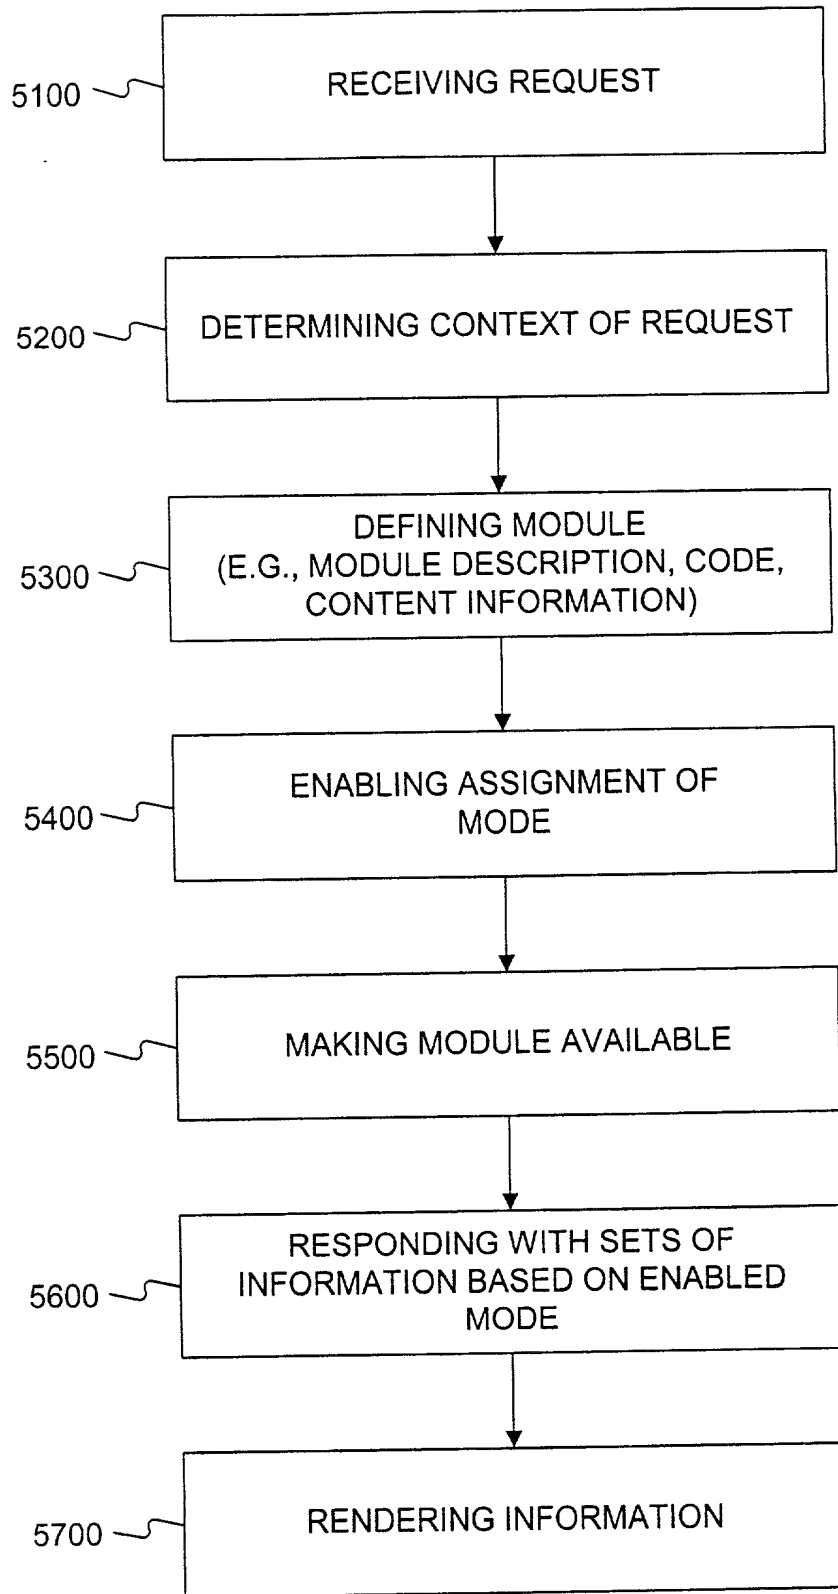 5100
RECEIVING REQUEST
5200
DETERMINING CONTEXT OF REQUEST
5300
DEFINING MODULE
(E.G., MODULE DESCRIPTION, CODE,
CONTENT INFORMATION)
5400
ENABLING ASSIGNMENT OF
MODE
5500
MAKING MODULE AVAILABLE
5600
RESPONDING WITH SETS OF
INFORMATION BASED ON ENABLED
MODE
5700
RENDERING INFORMATION